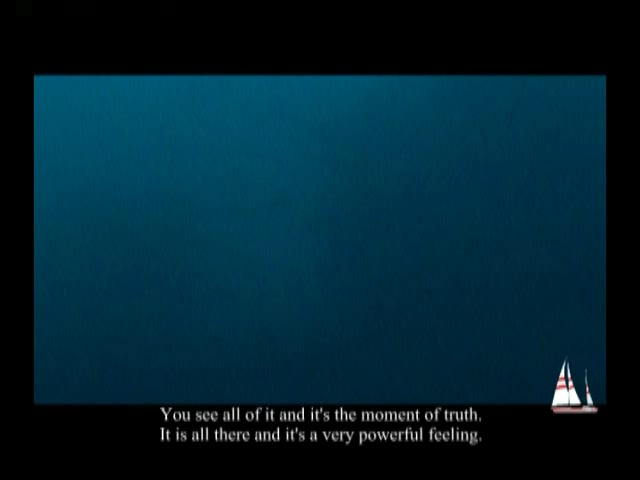 You see all of it and it's the moment of truth.
It is all there and it's a very powerful feeling.